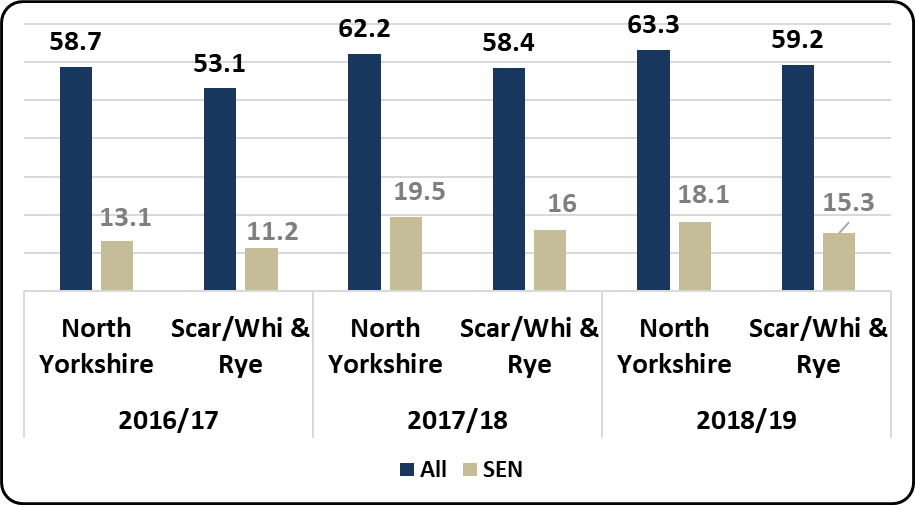 58.7
53.1
62.2
58.4
63.3
59.2
13.1
11.2
19.5
16
18.1
15.3
North Yorkshire
Scar/Whi & Rye
North Yorkshire
Scar/Whi & Rye
North Yorkshire
Scar/Whi & Rye
2016/17
2017/18
2018/19
All
SEN